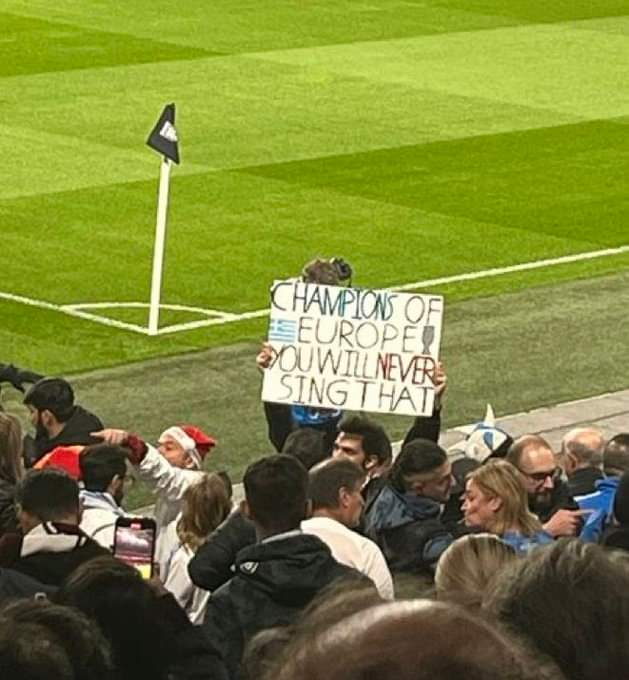 CHAMPIONS OF
EUROPE
YOU WILL NEVER
SING THAT